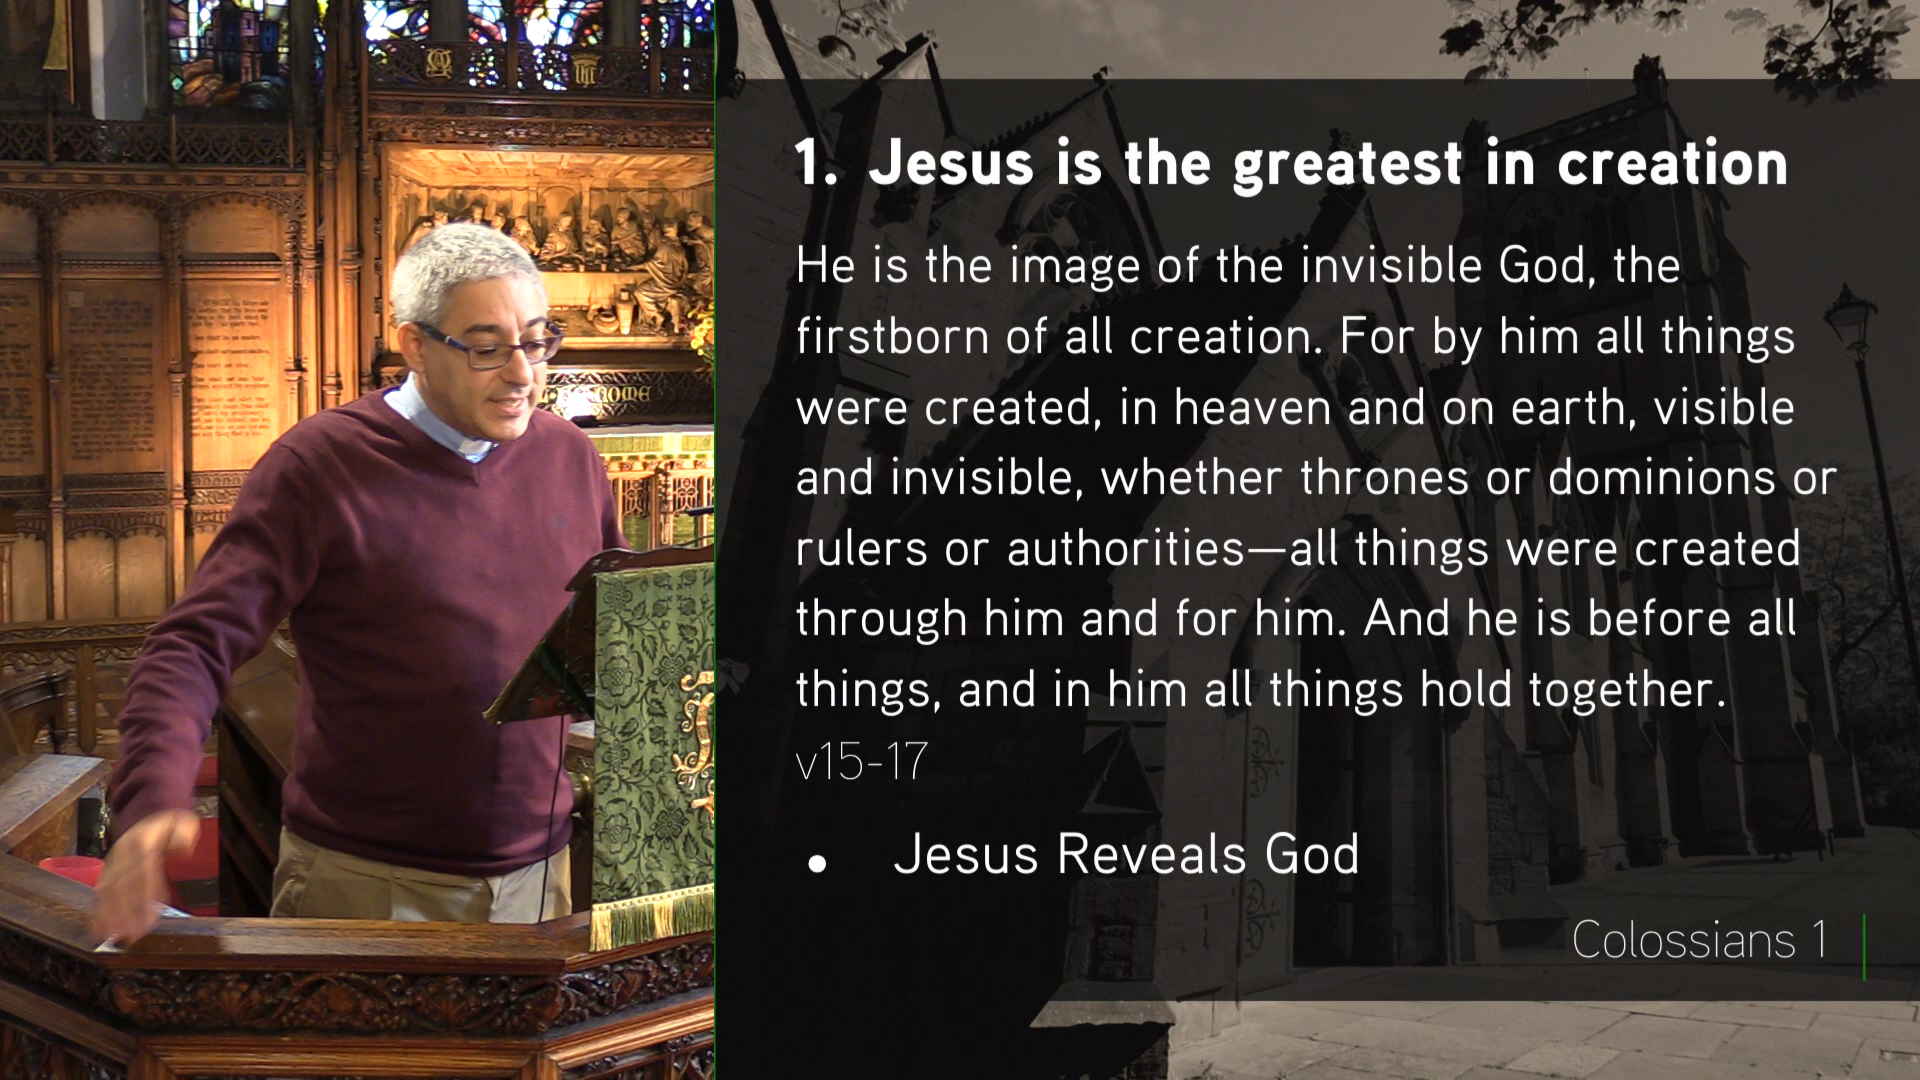 1. Jesus is the greatest in creation
He is the image of the invisible God, the
firstborn of all creation. For by him all things
were created, in heaven and on earth, visible
and invisible, whether thrones or dominions or
rulers or authorities—all things were created
through him and for him. And he is before all
things, and in him all things hold together.
v15-17
• Jesus Reveals God
Colossians 1